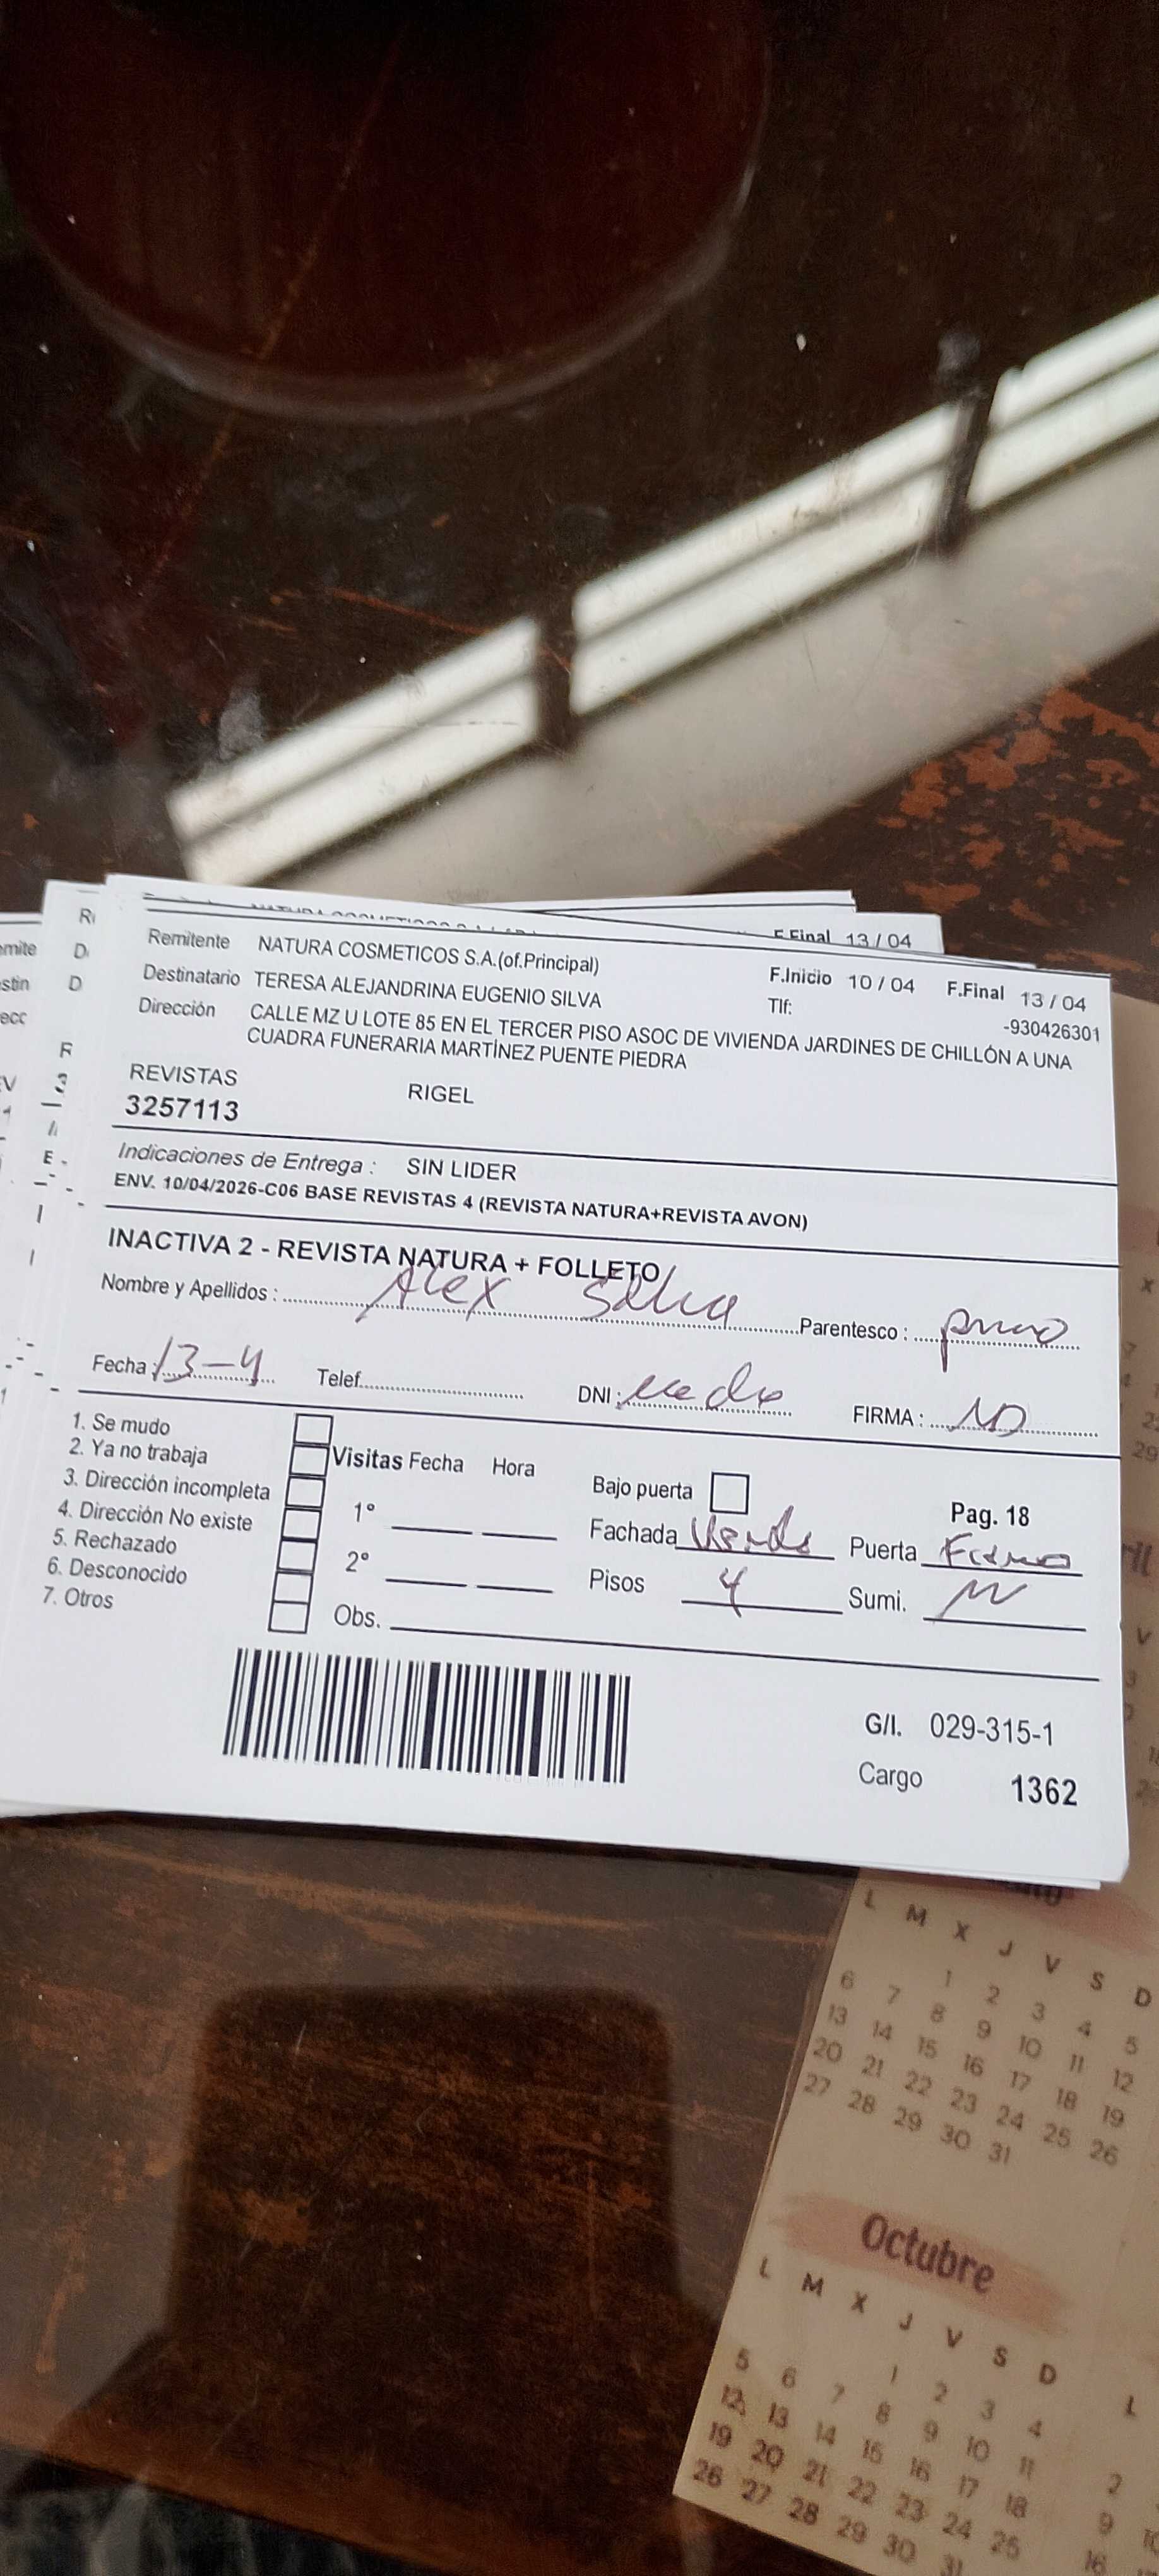 F.Final 13 / 04
Remitente NATURA COSMETICOS S.A.(of.Principal)
F.Inicio 10 / 04 F.Final 13 / 04
Destinatario TERESA ALEJANDRINA EUGENIO SILVA
Tlf: -930426301
Dirección CALLE MZ U LOTE 85 EN EL TERCER PISO ASOC DE VIVIENDA JARDINES DE CHILLÓN A UNA
CUADRA FUNERARIA MARTÍNEZ PUENTE PIEDRA
REVISTAS RIGEL
3257113
Indicaciones de Entrega : SIN LIDER
ENV. 10/04/2026-C06 BASE REVISTAS 4 (REVISTA NATURA+REVISTA AVON)
INACTIVA 2 - REVISTA NATURA + FOLLETO/
Nombre y Apellidos : Alex Silva Parentesco :
Fecha : 13-4 Telef. DNI : FIRMA :
1. Se mudo
2. Ya no trabaja
3. Dirección incompleta
4. Dirección No existe
5. Rechazado
6. Desconocido
7. Otros
Visitas Fecha Hora
1°
2°
Obs.
Bajo puerta Pag. 18
Fachada Verde Puerta Fierro
Pisos 4 Sumi.
G/I. 029-315-1
Cargo 1362
L M X J V S D
1 2 3 4 5
6 7 8 9 10 11 12
13 14 15 16 17 18 19
20 21 22 23 24 25 26
27 28 29 30 31
Octubre
L M X J V S D
1 2 3 4
5 6 7 8 9 10 11
12 13 14 15 16 17 18
19 20 21 22 23 24 25
26 27 28 29 30 31